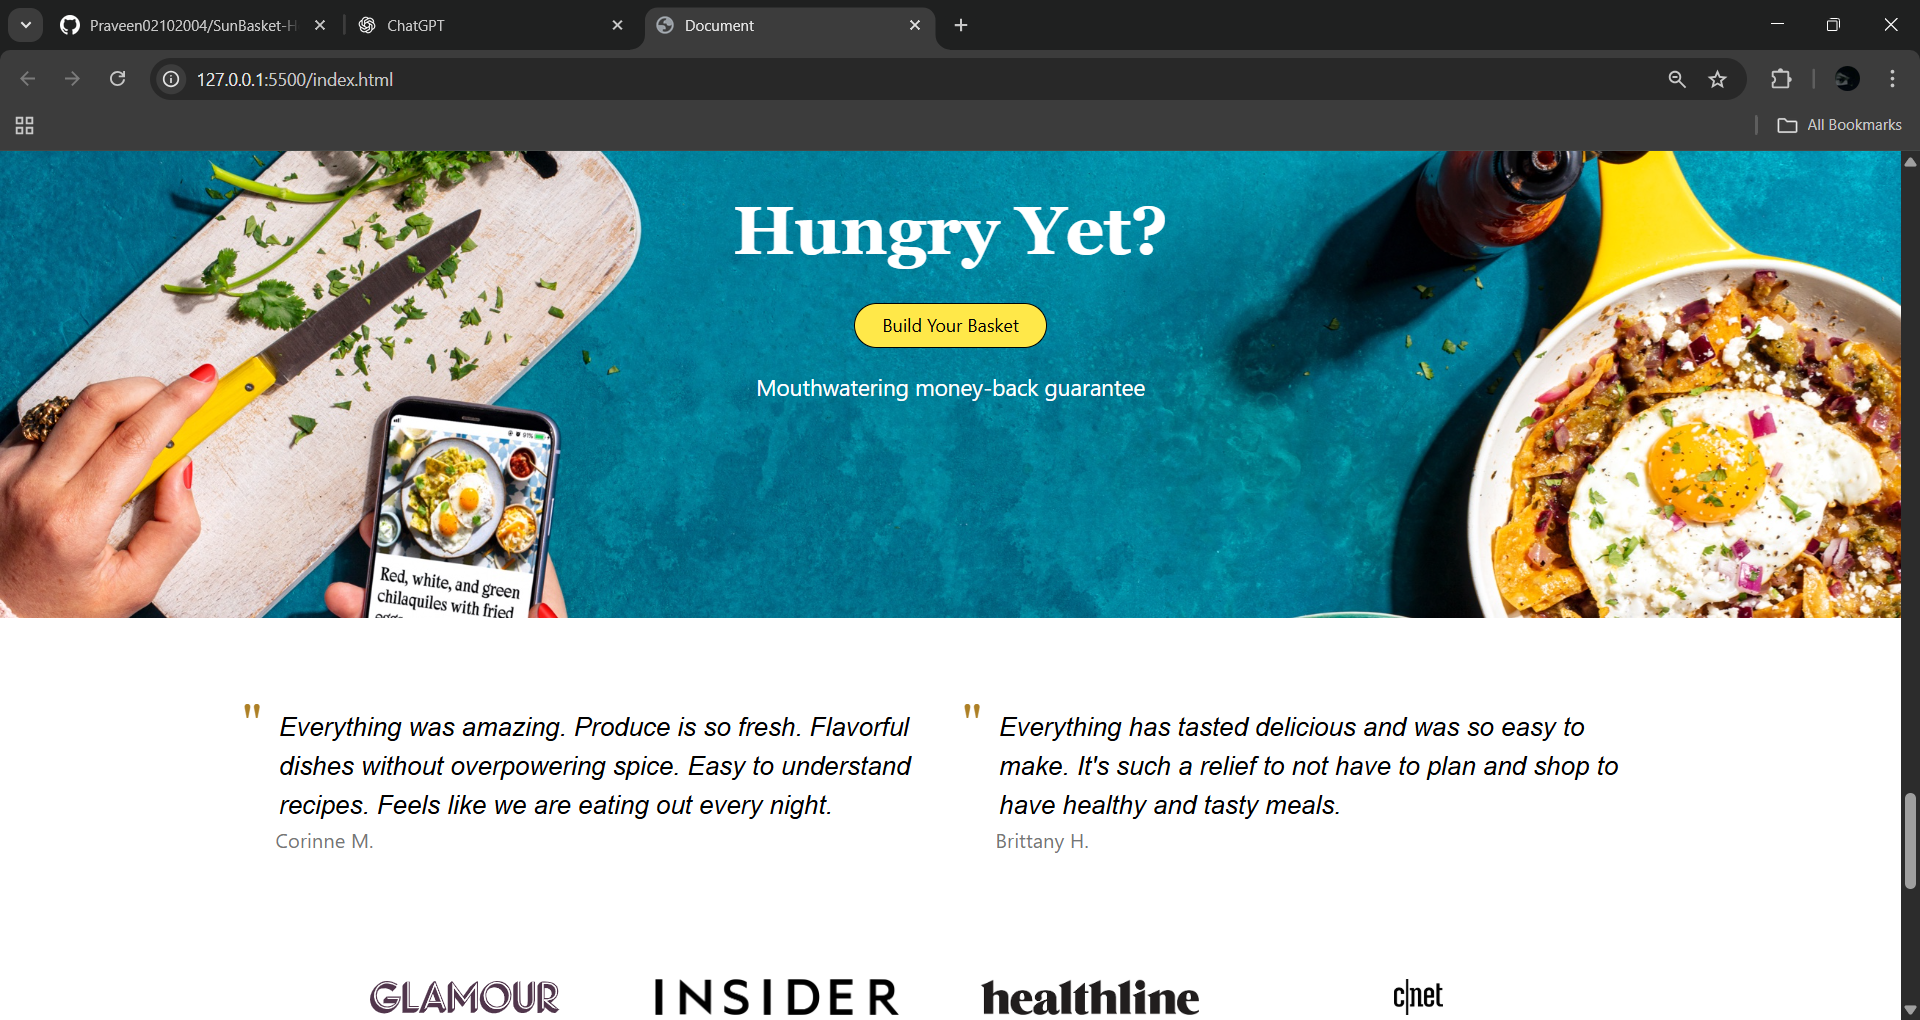 Praveen02102004/SunBasket-H
ChatGPT
Document
127.0.0.1:5500/index.html
All Bookmarks
Hungry Yet?
Build Your Basket
Mouthwatering money-back guarantee
91%
Red, white, and green
chilaquiles with fried
" Everything was amazing. Produce is so fresh. Flavorful
dishes without overpowering spice. Easy to understand
recipes. Feels like we are eating out every night.
Corinne M.
" Everything has tasted delicious and was so easy to
make. It's such a relief to not have to plan and shop to
have healthy and tasty meals.
Brittany H.
GLAMOUR
INSIDER
healthline
c|net